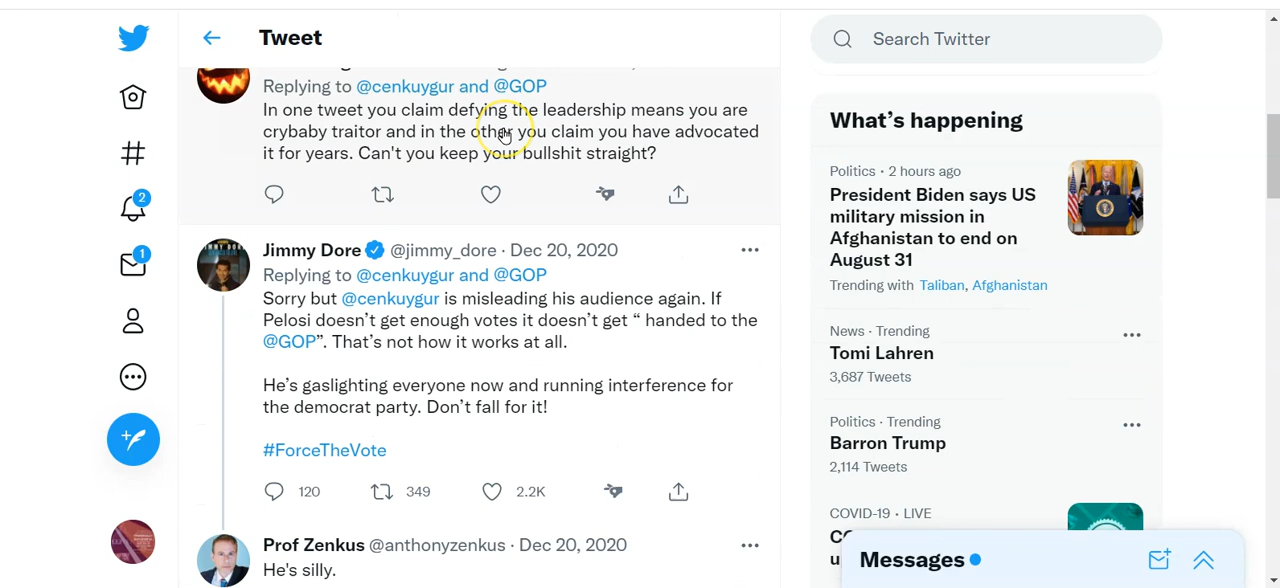 Tweet
Search Twitter
Replying to @cenkuygur and @GOP
In one tweet you claim defying the leadership means you are
crybaby traitor and in the other you claim you have advocated
it for years. Can't you keep your bullshit straight?
2
1
Jimmy Dore @jimmy_dore · Dec 20, 2020
Replying to @cenkuygur and @GOP
Sorry but @cenkuygur is misleading his audience again. If
Pelosi doesn’t get enough votes it doesn’t get “ handed to the
@GOP”. That’s not how it works at all.
He’s gaslighting everyone now and running interference for
the democrat party. Don’t fall for it!
#ForceTheVote
120 349 2.2K
Prof Zenkus @anthonyzenkus · Dec 20, 2020
He's silly.
What’s happening
Politics · 2 hours ago
President Biden says US
military mission in
Afghanistan to end on
August 31
Trending with Taliban, Afghanistan
News · Trending
Tomi Lahren
3,687 Tweets
Politics · Trending
Barron Trump
2,114 Tweets
COVID-19 · LIVE
Messages